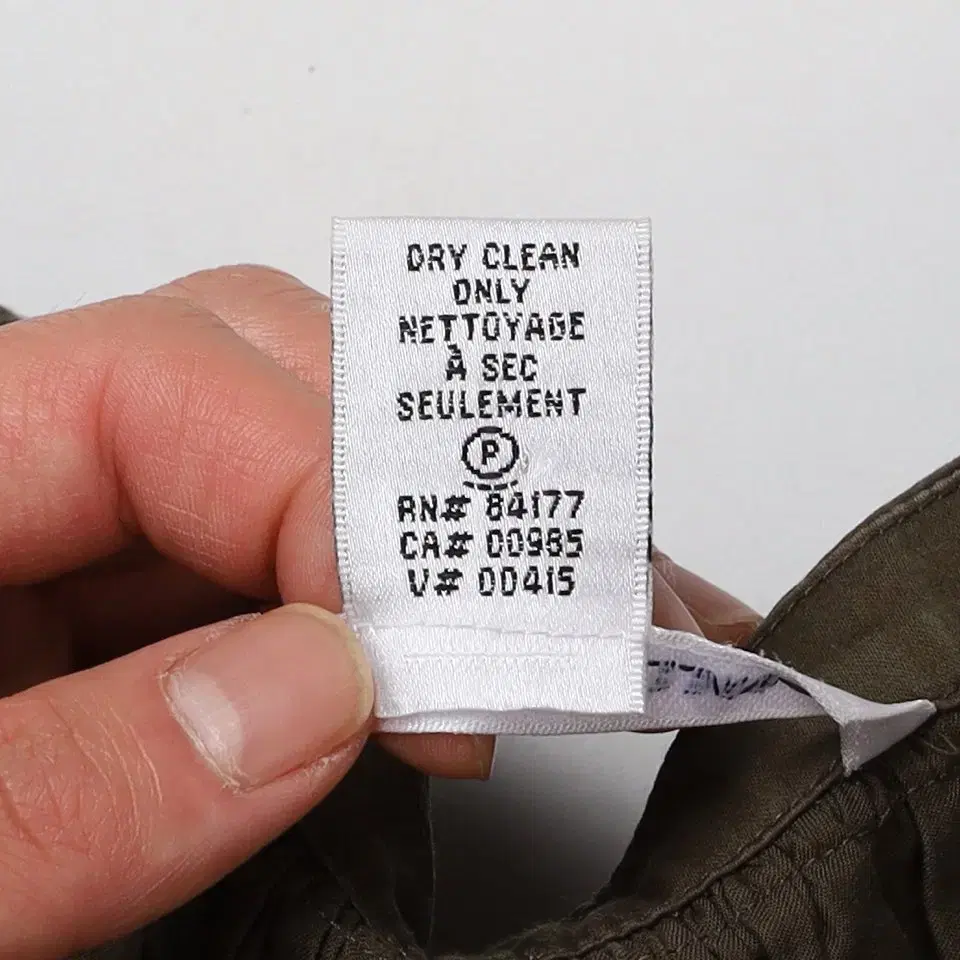 DRY CLEAN
ONLY
NETTOYAGE
À SEC
SEULEMENT
P
RN# 84177
CA# 00985
V# 00415